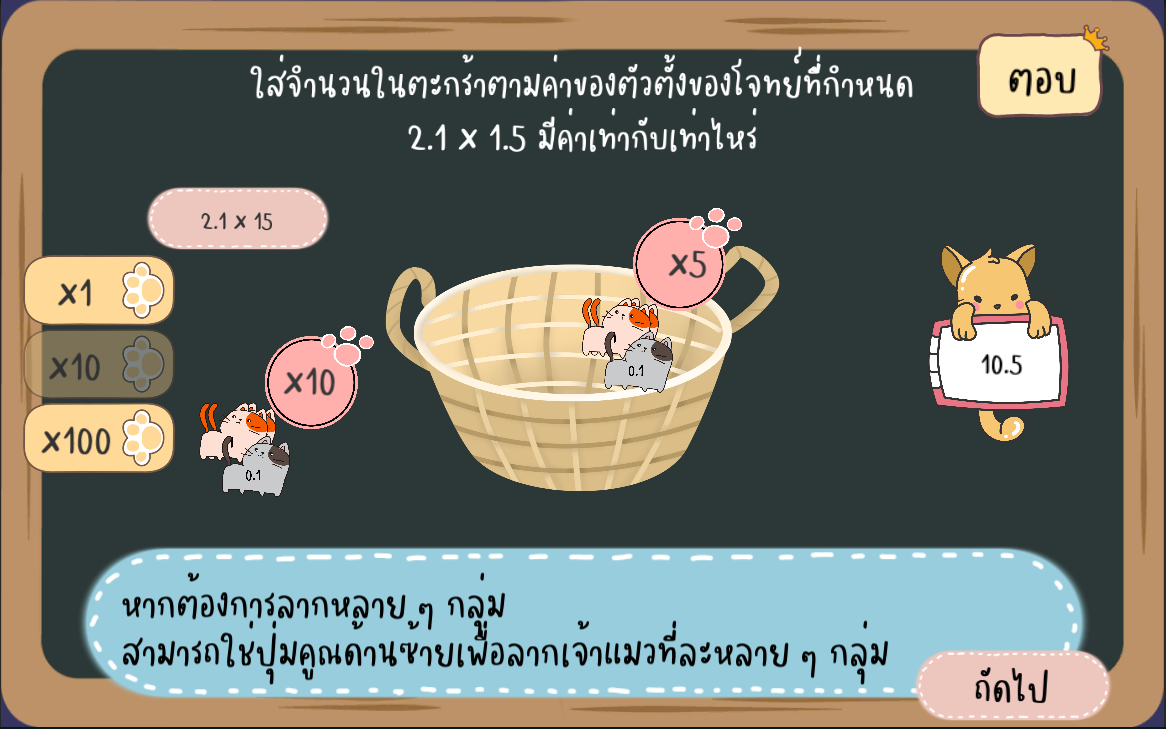 ใส่จำนวนในตะกร้าตามค่าของตัวตั้งของโจทย์ที่กำหนด
ตอบ
2.1 × 1.5 มีค่าเท่ากับเท่าไหร่
2.1 × 15
×1
×10
×100
×10
0.1
×5
0.1
10.5
หากต้องการลากหลาย ๆ กลุ่ม
สามารถใช้ปุ่มคูณด้านซ้ายเพื่อลากเจ้าแมวที่ละหลาย ๆ กลุ่ม
ถัดไป